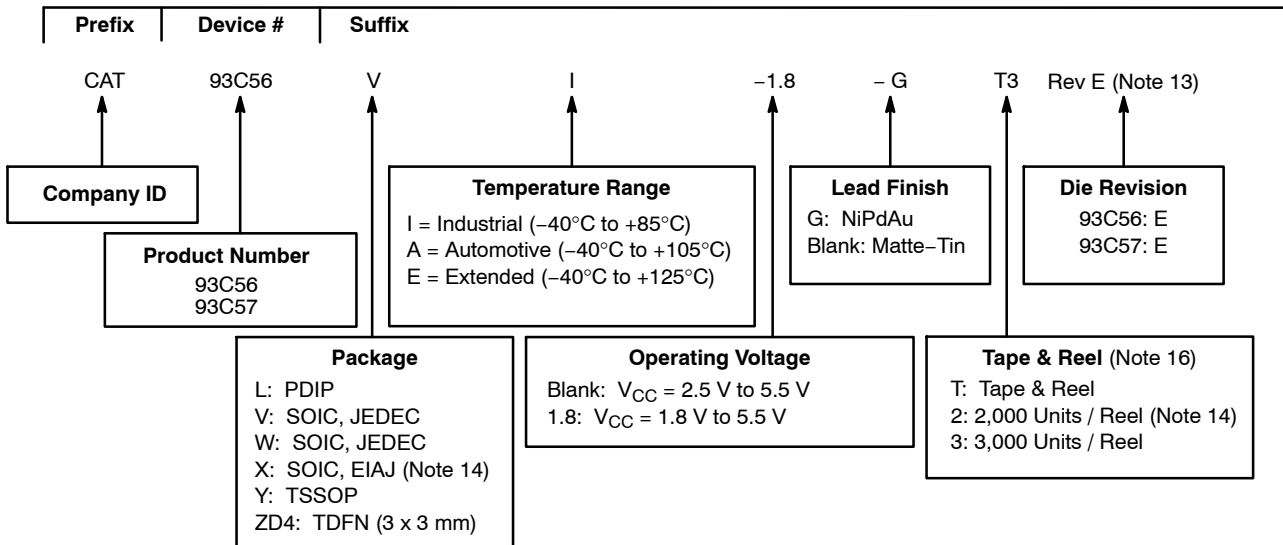 Prefix Device # Suffix
CAT 93C56 V I −1.8 − G T3 Rev E (Note 13)
Company ID
Product Number
93C56
93C57
Temperature Range
I = Industrial (−40°C to +85°C)
A = Automotive (−40°C to +105°C)
E = Extended (−40°C to +125°C)
Lead Finish
G: NiPdAu
Blank: Matte−Tin
Die Revision
93C56: E
93C57: E
Package
L: PDIP
V: SOIC, JEDEC
W: SOIC, JEDEC
X: SOIC, EIAJ (Note 14)
Y: TSSOP
ZD4: TDFN (3 x 3 mm)
Operating Voltage
Blank: VCC = 2.5 V to 5.5 V
1.8: VCC = 1.8 V to 5.5 V
Tape & Reel (Note 16)
T: Tape & Reel
2: 2,000 Units / Reel (Note 14)
3: 3,000 Units / Reel